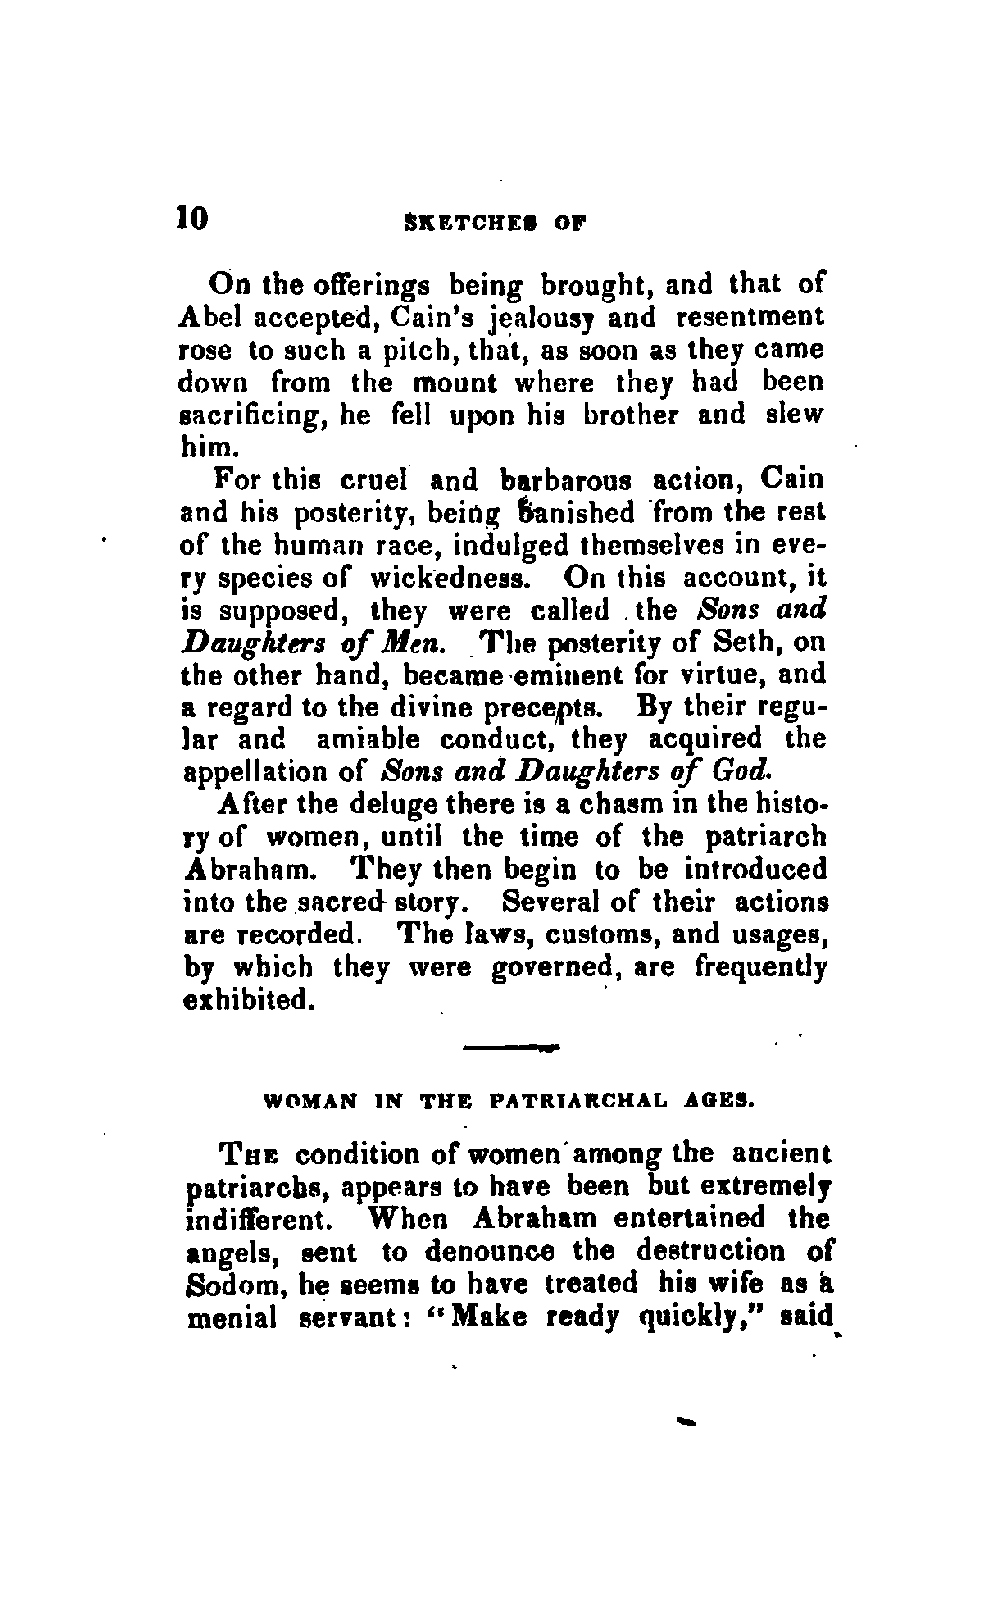 10 SKETCHES OF
On the offerings being brought, and that of
Abel accepted, Cain's jealousy and resentment
rose to such a pitch, that, as soon as they came
down from the mount where they had been
sacrificing, he fell upon his brother and slew
him.
For this cruel and barbarous action, Cain
and his posterity, being banished from the rest
of the human race, indulged themselves in eve-
ry species of wickedness. On this account, it
is supposed, they were called the Sons and
Daughters of Men. The posterity of Seth, on
the other hand, became eminent for virtue, and
a regard to the divine precepts. By their regu-
lar and amiable conduct, they acquired the
appellation of Sons and Daughters of God.
After the deluge there is a chasm in the histo-
ry of women, until the time of the patriarch
Abraham. They then begin to be introduced
into the sacred story. Several of their actions
are recorded. The laws, customs, and usages,
by which they were governed, are frequently
exhibited.
WOMAN IN THE PATRIARCHAL AGES.
THE condition of women among the ancient
patriarchs, appears to have been but extremely
indifferent. When Abraham entertained the
angels, sent to denounce the destruction of
Sodom, he seems to have treated his wife as a
menial servant: "Make ready quickly," said